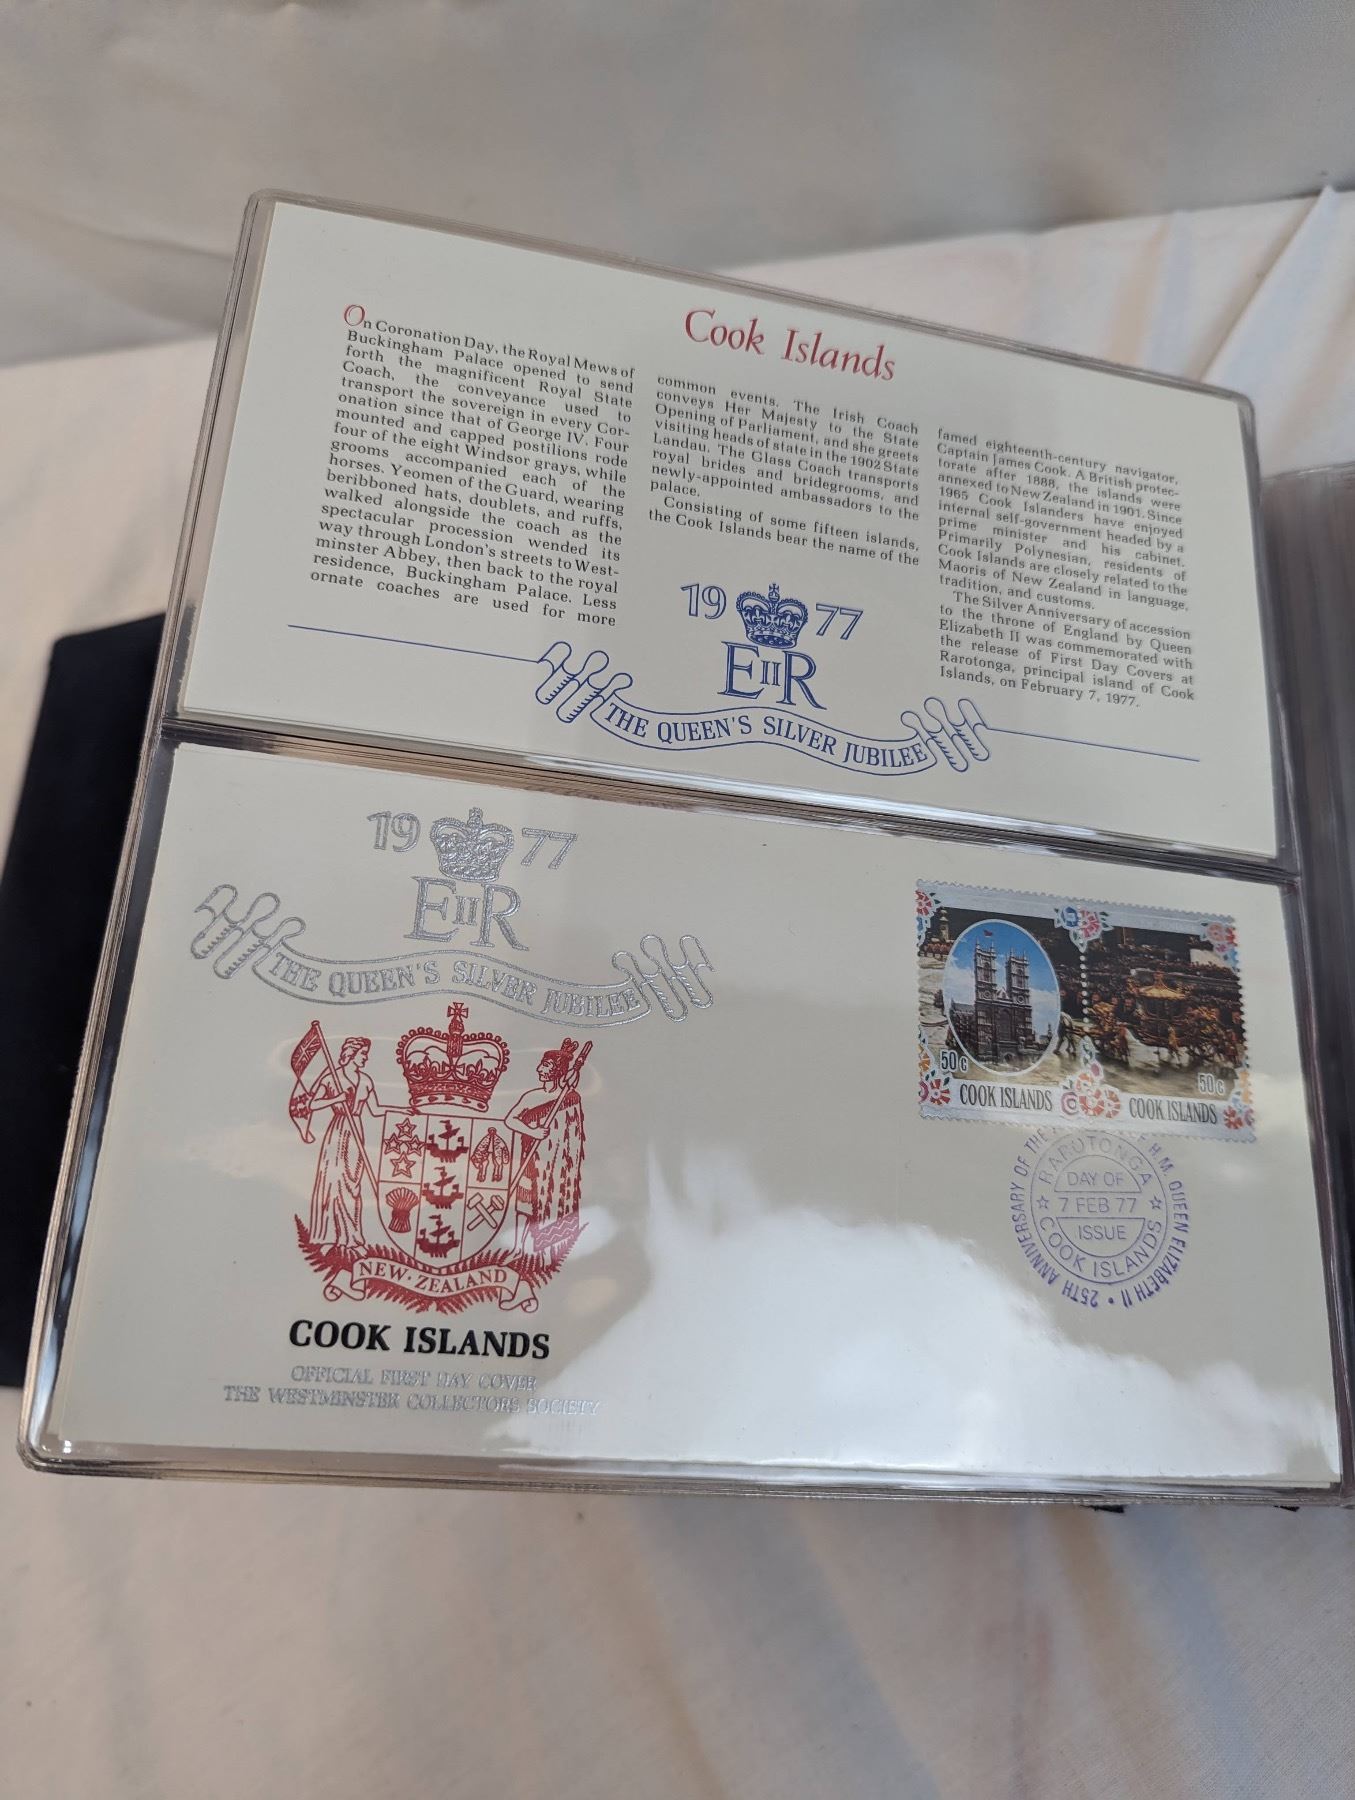 Cook Islands
On Coronation Day, the Royal Mews of
Buckingham Palace opened to send
forth the magnificent Royal State
Coach, the conveyance used to
transport the sovereign in every Cor-
onation since that of George IV. Four
mounted and capped postilions rode
four of the eight Windsor grays, while
grooms accompanied each of the
horses. Yeomen of the Guard, wearing
beribboned hats, doublets, and ruffs,
walked alongside the coach as the
spectacular procession wended its
way through London's streets to West-
minster Abbey, then back to the royal
residence, Buckingham Palace. Less
ornate coaches are used for more
common events. The Irish Coach
conveys Her Majesty to the State
Opening of Parliament, and she greets
visiting heads of state in the 1902 State
Landau. The Glass Coach transports
royal brides and bridegrooms, and
newly-appointed ambassadors to the
palace.
Consisting of some fifteen islands,
the Cook Islands bear the name of the
famed eighteenth-century navigator,
Captain James Cook. A British protec-
torate after 1888, the islands were
annexed to New Zealand in 1901. Since
1965 Cook Islanders have enjoyed
internal self-government headed by a
prime minister and his cabinet.
Primarily Polynesian, residents of
Cook Islands are closely related to the
Maoris of New Zealand in language,
tradition, and customs.
The Silver Anniversary of accession
to the throne of England by Queen
Elizabeth II was commemorated with
the release of First Day Covers at
Rarotonga, principal island of Cook
Islands, on February 7, 1977.
19 77
EIIR
THE QUEEN'S SILVER JUBILEE
19 77
EIIR
THE QUEEN'S SILVER JUBILEE
NEW·ZEALAND
COOK ISLANDS
OFFICIAL FIRST DAY COVER
THE WESTMINSTER COLLECTORS SOCIETY
50c
COOK ISLANDS
50c
COOK ISLANDS
25TH ANNIVERSARY OF THE OF H.M. QUEEN ELIZABETH II •
RAROTONGA
DAY OF
7 FEB 77
ISSUE
COOK ISLANDS